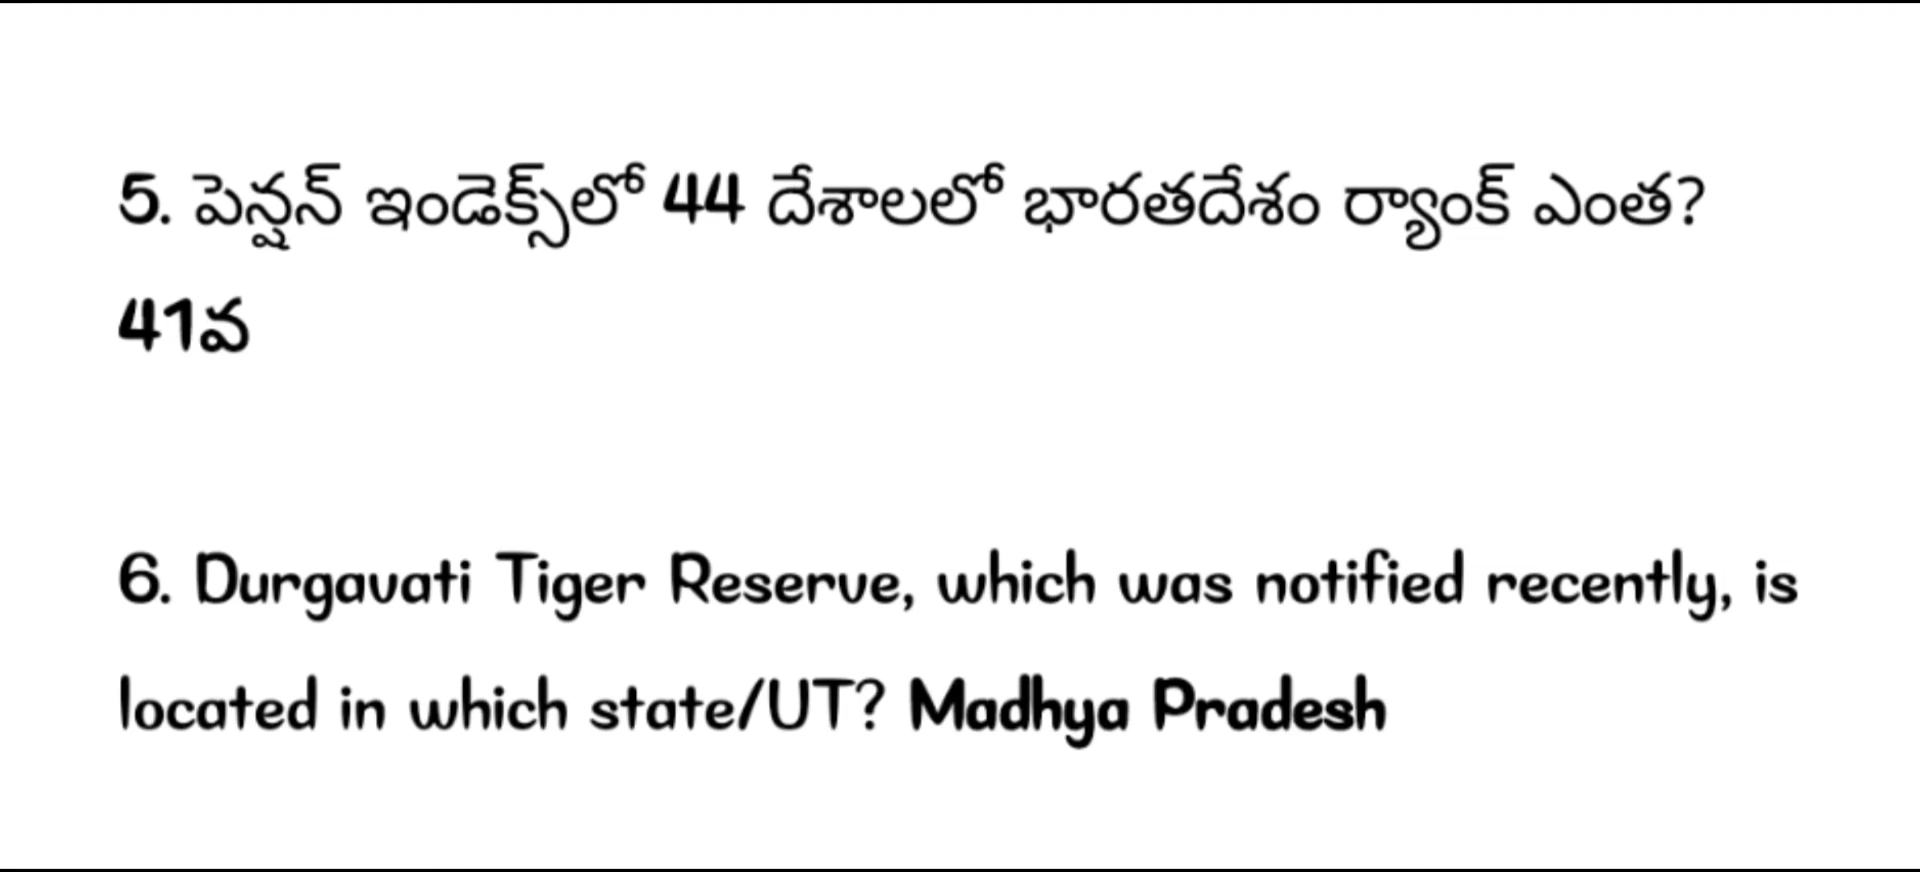 5. పెన్షన్ ఇండెక్స్‌లో 44 దేశాలలో భారతదేశం ర్యాంక్ ఎంత?
41వ
6. Durgavati Tiger Reserve, which was notified recently, is
located in which state/UT? Madhya Pradesh